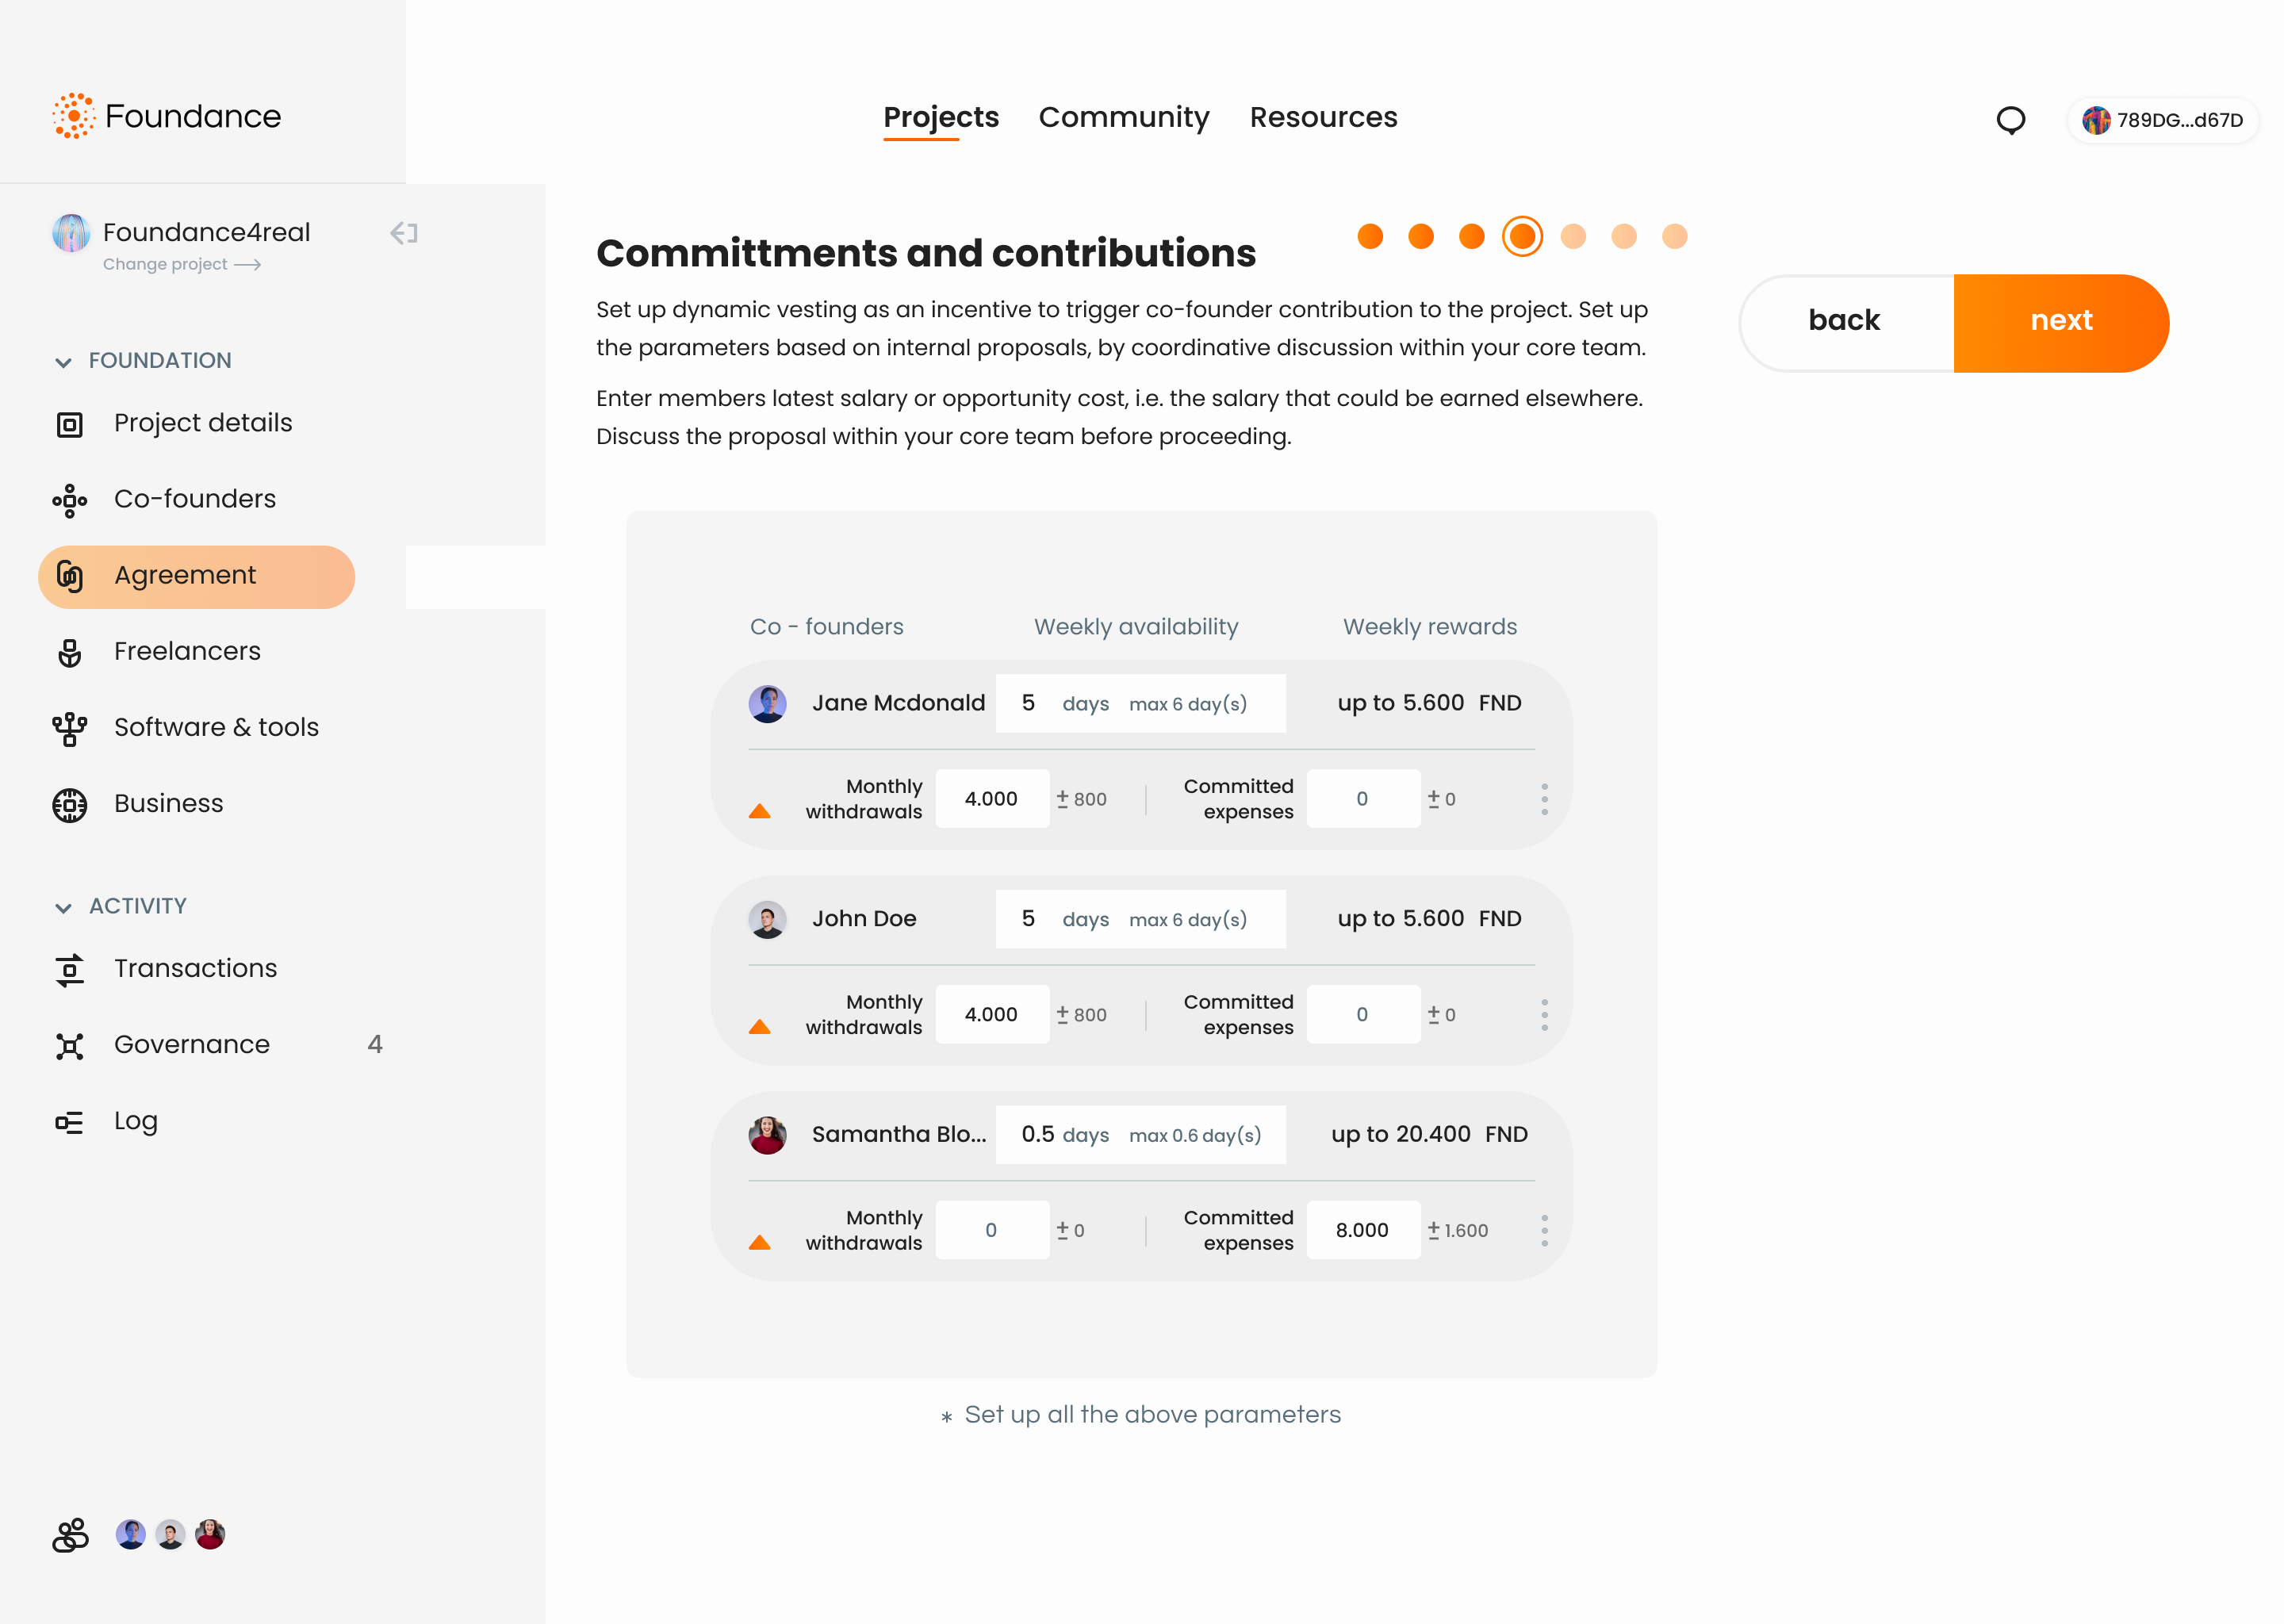 Foundance
Projects Community Resources
789DG...d67D
Foundance4real
Change project
FOUNDATION
Project details
Co-founders
Agreement
Freelancers
Software & tools
Business
ACTIVITY
Transactions
Governance 4
Log
Committments and contributions
Set up dynamic vesting as an incentive to trigger co-founder contribution to the project. Set up
the parameters based on internal proposals, by coordinative discussion within your core team.
Enter members latest salary or opportunity cost, i.e. the salary that could be earned elsewhere.
Discuss the proposal within your core team before proceeding.
back next
Co - founders Weekly availability Weekly rewards
Jane Mcdonald 5 days max 6 day(s) up to 5.600 FND
Monthly withdrawals 4.000 ± 800 Committed expenses 0 ± 0
John Doe 5 days max 6 day(s) up to 5.600 FND
Monthly withdrawals 4.000 ± 800 Committed expenses 0 ± 0
Samantha Blo... 0.5 days max 0.6 day(s) up to 20.400 FND
Monthly withdrawals 0 ± 0 Committed expenses 8.000 ± 1.600
* Set up all the above parameters